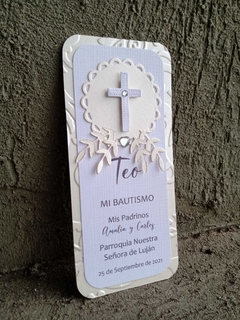 Teo
MI BAUTISMO
Mis Padrinos
Amalia y Carlos
Parroquia Nuestra
Señora de Luján
25 de Septiembre de 2021